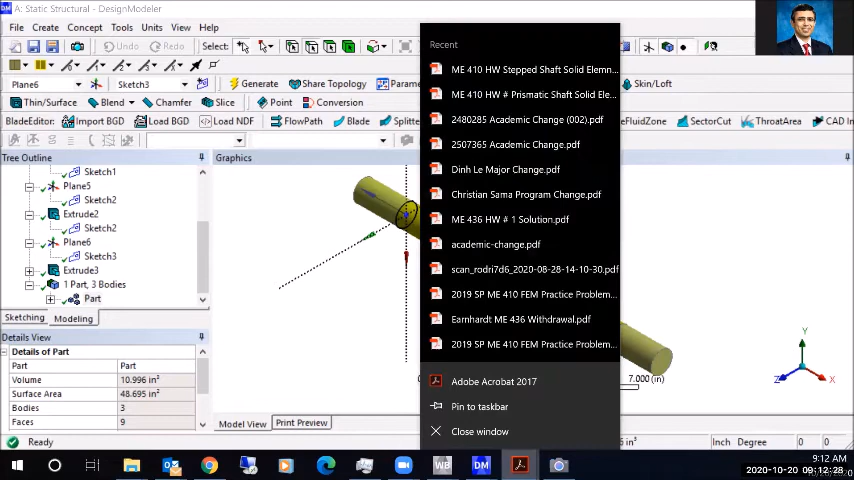 A: Static Structural - DesignModeler
File Create Concept Tools Units View Help
Undo Redo Select:
Plane6 Sketch3 Generate Share Topology Parame
Thin/Surface Blend Chamfer Slice Point Conversion Skin/Loft
BladeEditor: Import BGD Load BGD Load NDF FlowPath Blade Splitte FluidZone SectorCut ThroatArea CAD In
Tree Outline
Graphics
Sketch1
Plane5
Sketch2
Extrude2
Sketch2
Plane6
Sketch3
Extrude3
1 Part, 3 Bodies
Part
Sketching Modeling
Details View
Details of Part
Part Part
Volume 10.996 in³
Surface Area 48.695 in²
Bodies 3
Faces 9
Model View Print Preview
Ready
Recent
ME 410 HW Stepped Shaft Solid Elemn...
ME 410 HW # Prismatic Shaft Solid Ele...
2480285 Academic Change (002).pdf
2507365 Academic Change.pdf
Dinh Le Major Change.pdf
Christian Sama Program Change.pdf
ME 436 HW # 1 Solution.pdf
academic-change.pdf
scan_rodri7d6_2020-08-28-14-10-30.pdf
2019 SP ME 410 FEM Practice Problem...
Earnhardt ME 436 Withdrawal.pdf
2019 SP ME 410 FEM Practice Problem...
Adobe Acrobat 2017
Pin to taskbar
Close window
7.000 (in)
Y
Z
X
Inch Degree 0 0
WB DM
9:12 AM
2020-10-20 09:12:28